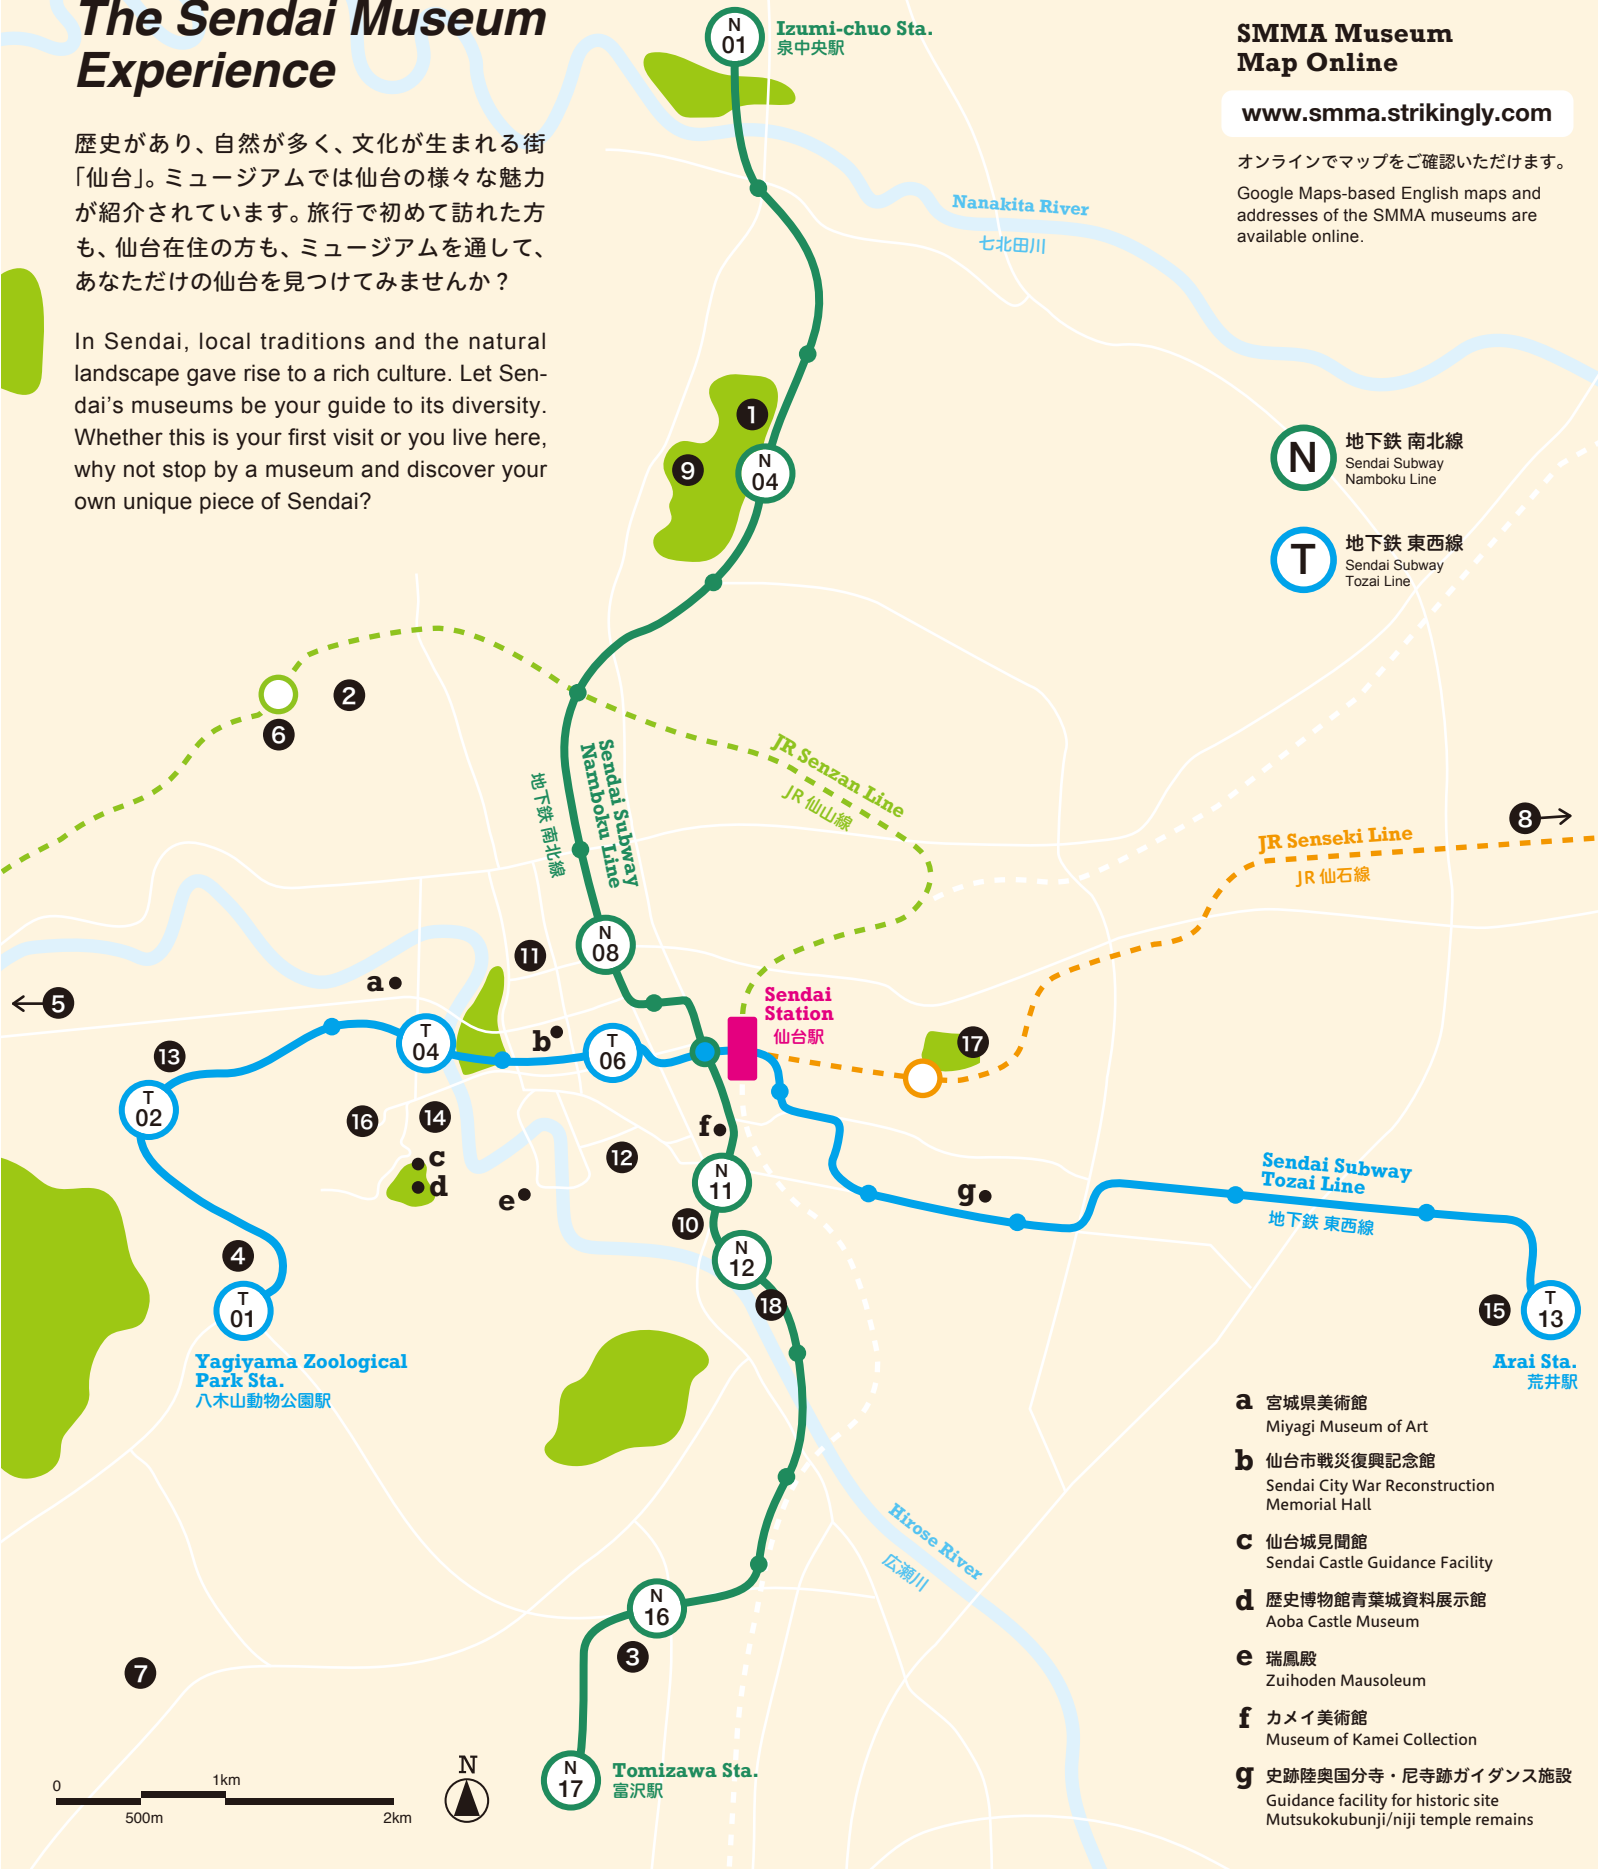 The Sendai Museum
Experience
歴史があり、自然が多く、文化が生まれる街
「仙台」。ミュージアムでは仙台の様々な魅力
が紹介されています。旅行で初めて訪れた方
も、仙台在住の方も、ミュージアムを通して、
あなただけの仙台を見つけてみませんか？
In Sendai, local traditions and the natural
landscape gave rise to a rich culture. Let Sen-
dai's museums be your guide to its diversity.
Whether this is your first visit or you live here,
why not stop by a museum and discover your
own unique piece of Sendai?
N
01
Izumi-chuo Sta.
泉中央駅
SMMA Museum
Map Online
www.smma.strikingly.com
オンラインでマップをご確認いただけます。
Google Maps-based English maps and
addresses of the SMMA museums are
available online.
Nanakita River
七北田川
1
9
N
04
N
地下鉄 南北線
Sendai Subway
Namboku Line
T
地下鉄 東西線
Sendai Subway
Tozai Line
2
6
Sendai Subway
Namboku Line
地下鉄 南北線
JR Senzan Line
JR 仙山線
8
JR Senseki Line
JR 仙石線
N
08
11
a
5
Sendai
Station
仙台駅
b
T
04
T
06
17
13
T
02
16
14
f
12
c
d
e
N
11
g
Sendai Subway
Tozai Line
地下鉄 東西線
10
N
12
4
T
01
18
15
T
13
Yagiyama Zoological
Park Sta.
八木山動物公園駅
Arai Sta.
荒井駅
Hirose River
広瀬川
N
16
3
7
N
17
Tomizawa Sta.
富沢駅
0
1km
500m
2km
N
a 宮城県美術館
Miyagi Museum of Art
b 仙台市戦災復興記念館
Sendai City War Reconstruction
Memorial Hall
c 仙台城見聞館
Sendai Castle Guidance Facility
d 歴史博物館青葉城資料展示館
Aoba Castle Museum
e 瑞鳳殿
Zuihoden Mausoleum
f カメイ美術館
Museum of Kamei Collection
g 史跡陸奥国分寺・尼寺跡ガイダンス施設
Guidance facility for historic site
Mutsukokubunji/niji temple remains